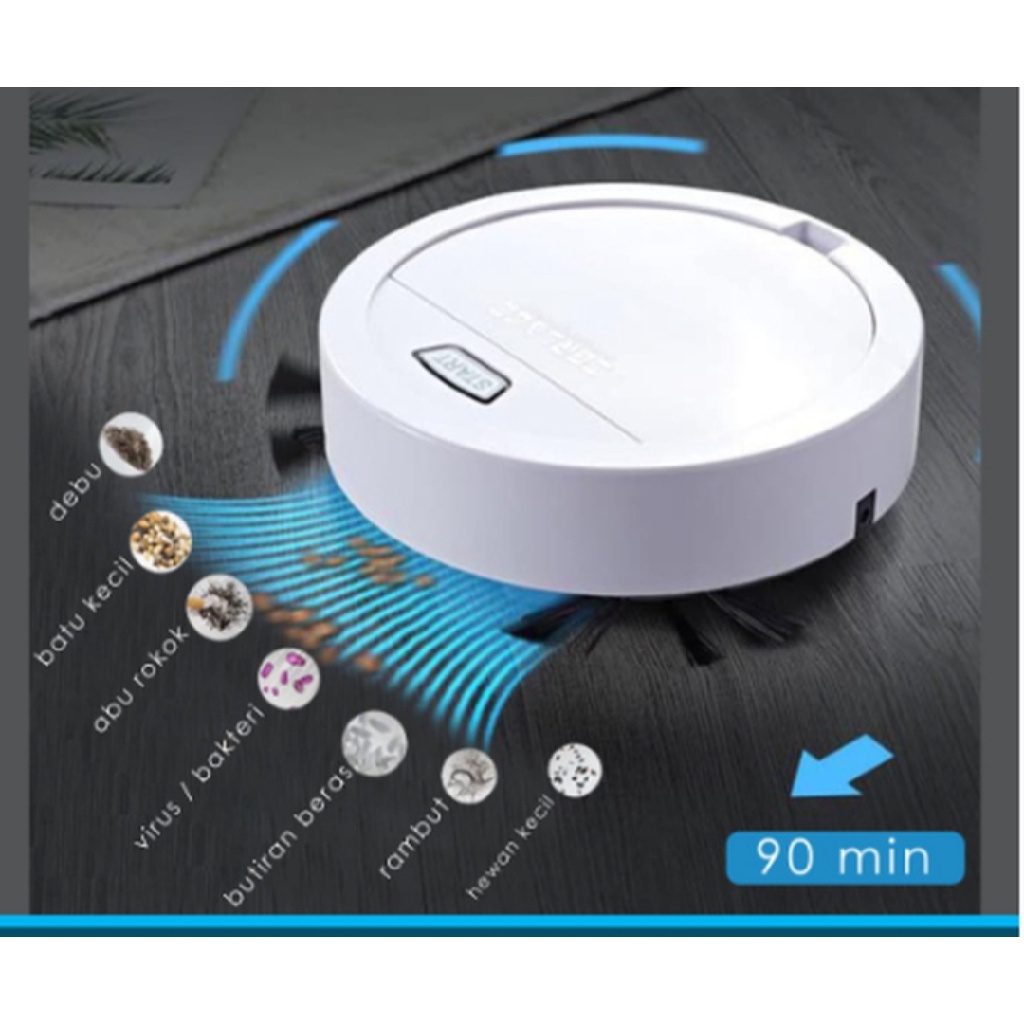 START
debu
batu kecil
abu rokok
virus / bakteri
butiran beras
rambut
hewan kecil
90 min